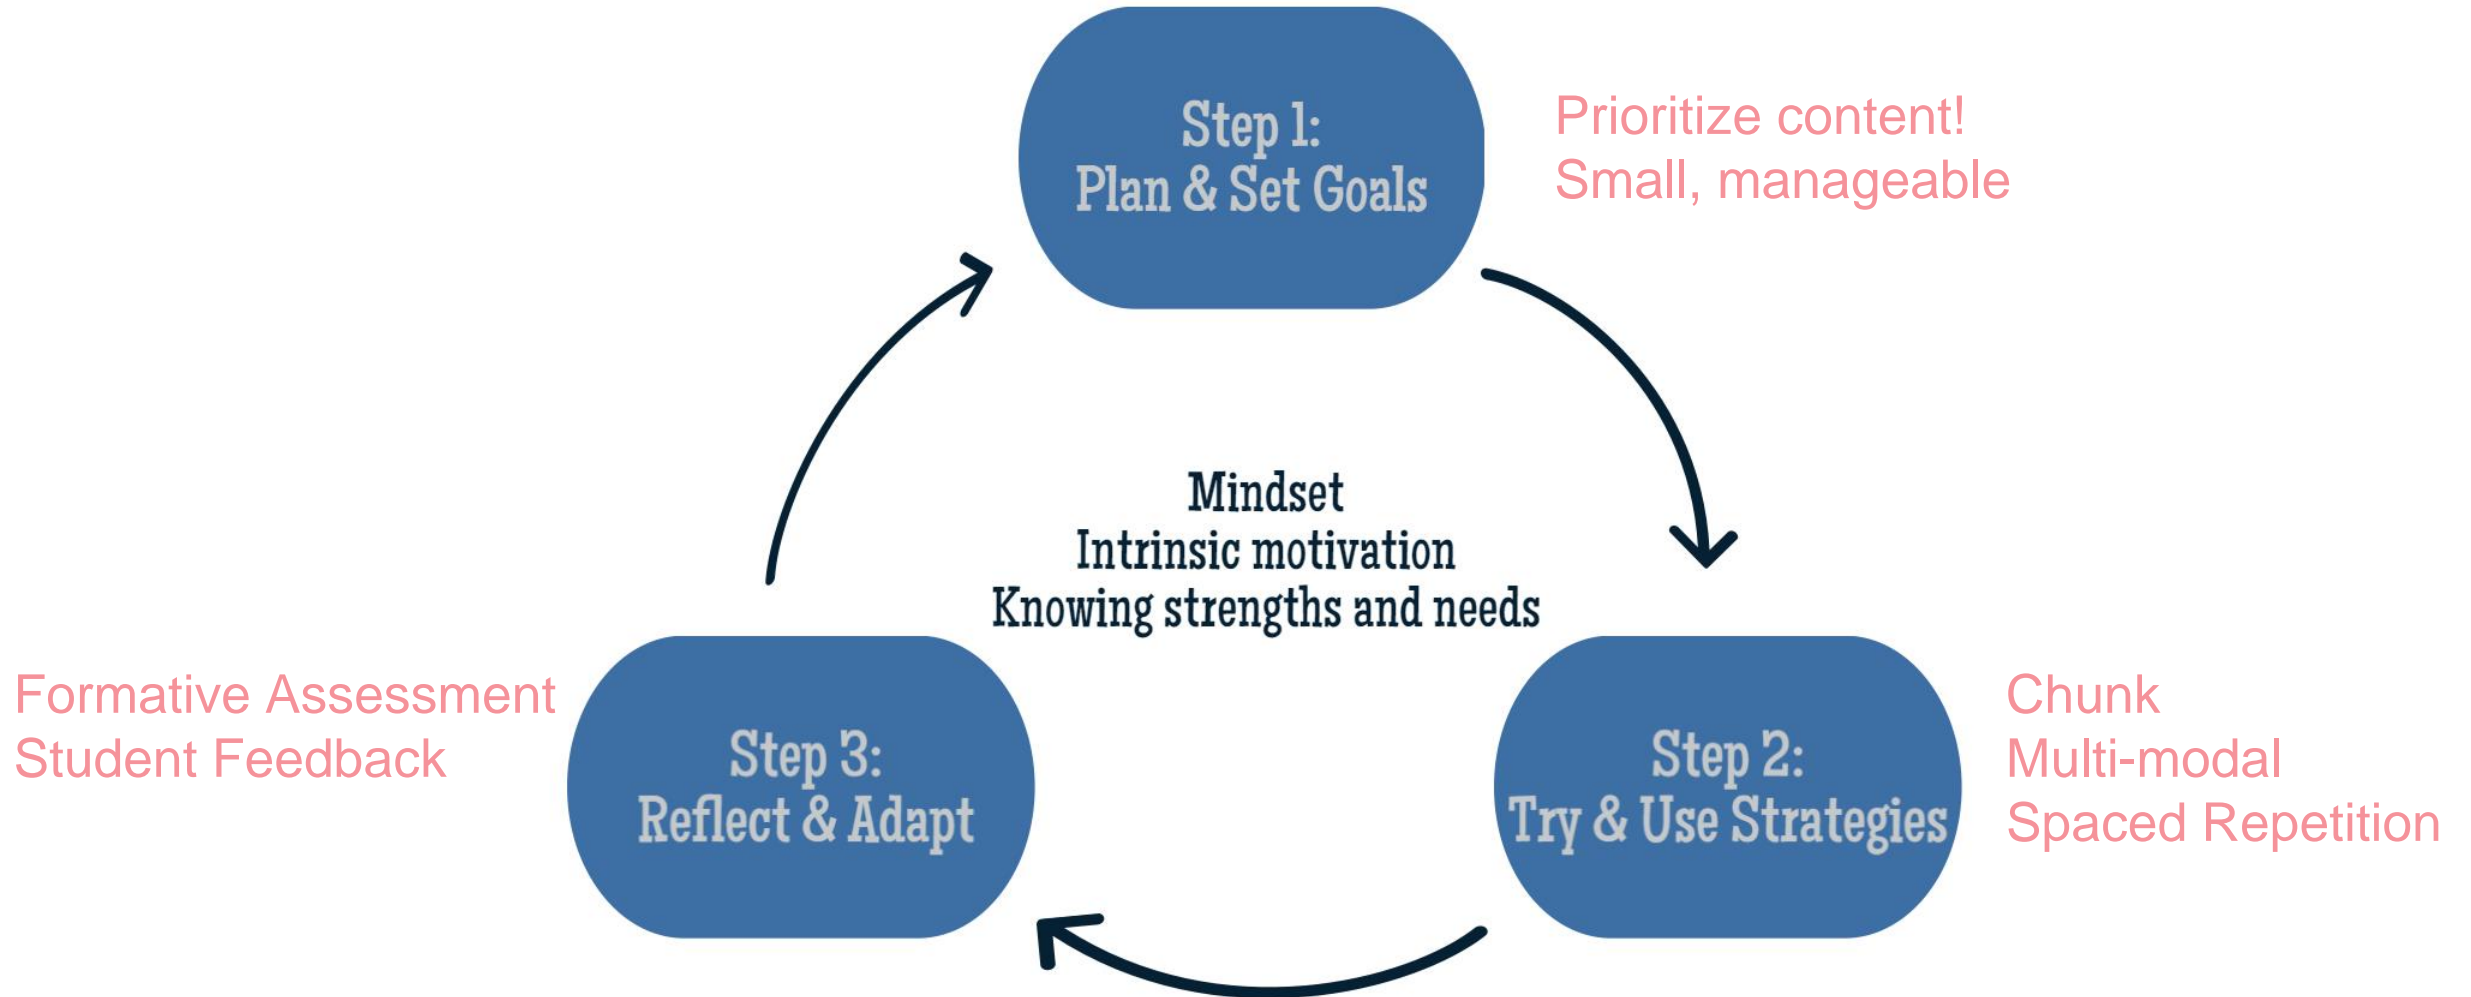 Step 1:
Plan & Set Goals
Prioritize content!
Small, manageable
Mindset
Intrinsic motivation
Knowing strengths and needs
Formative Assessment
Student Feedback
Step 3:
Reflect & Adapt
Step 2:
Try & Use Strategies
Chunk
Multi-modal
Spaced Repetition